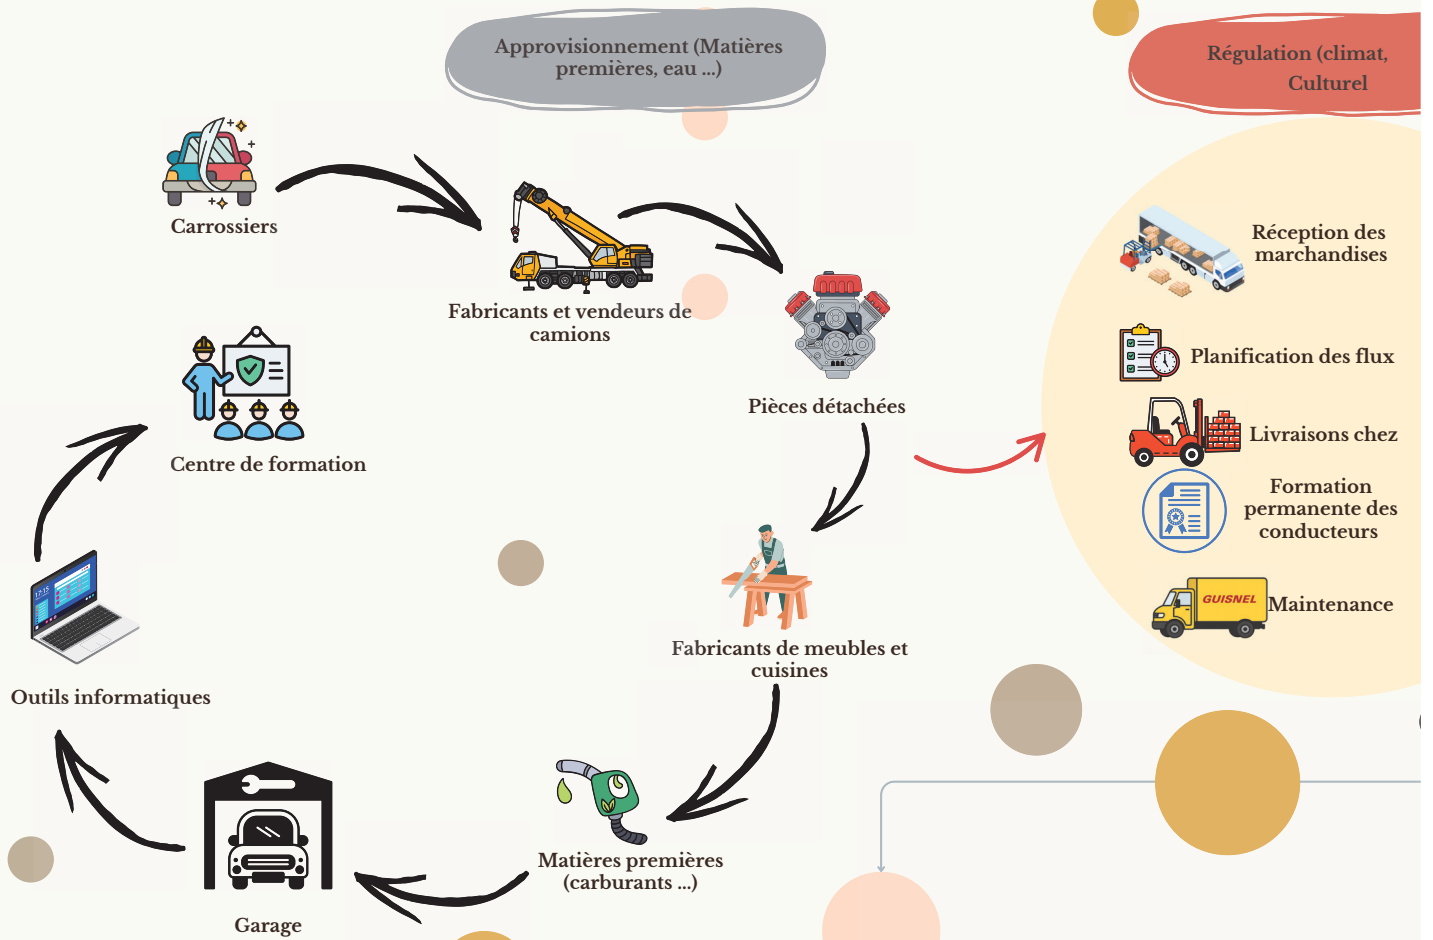 Approvisionnement (Matières
premières, eau ...)
Régulation (climat,
Culturel
Carrossiers
Fabricants et vendeurs de
camions
Réception des
marchandises
Planification des flux
Pièces détachées
Livraisons chez
Centre de formation
Formation
permanente des
conducteurs
17:15
GUISNEL
Maintenance
Fabricants de meubles et
cuisines
Outils informatiques
Matières premières
(carburants ...)
Garage